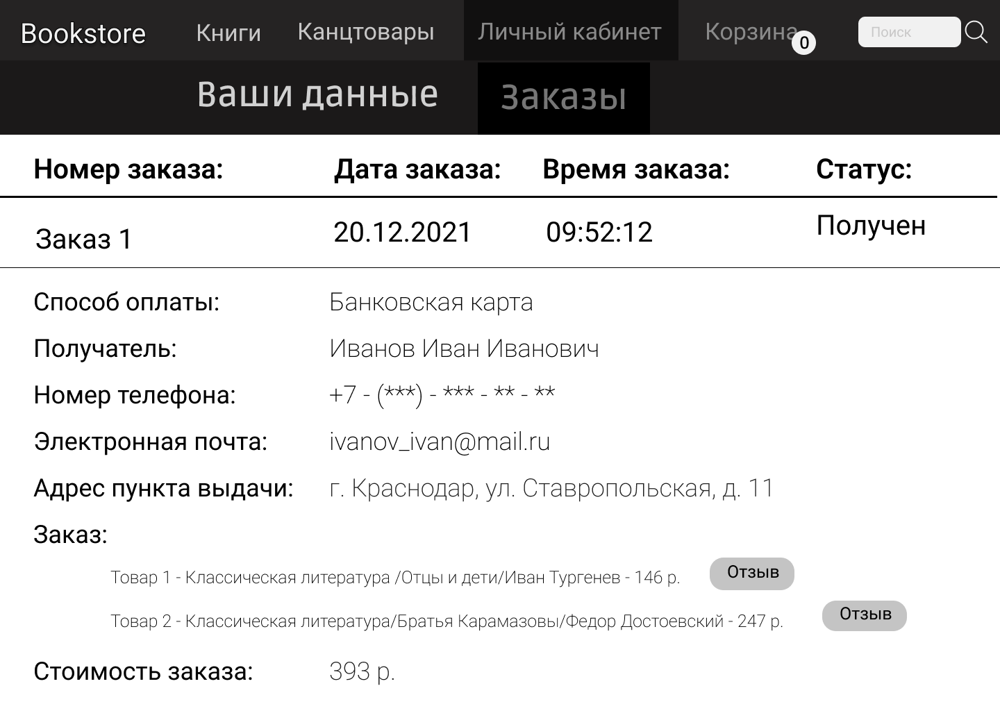 Bookstore Книги Канцтовары Личный кабинет Корзина 0 Поиск
Ваши данные Заказы
Номер заказа: Дата заказа: Время заказа: Статус:
Заказ 1 20.12.2021 09:52:12 Получен
Способ оплаты: Банковская карта
Получатель: Иванов Иван Иванович
Номер телефона: +7 - (***) - *** - ** - **
Электронная почта: ivanov_ivan@mail.ru
Адрес пункта выдачи: г. Краснодар, ул. Ставропольская, д. 11
Заказ:
Товар 1 - Классическая литература /Отцы и дети/Иван Тургенев - 146 р. Отзыв
Товар 2 - Классическая литература/Братья Карамазовы/Федор Достоевский - 247 р. Отзыв
Стоимость заказа: 393 р.